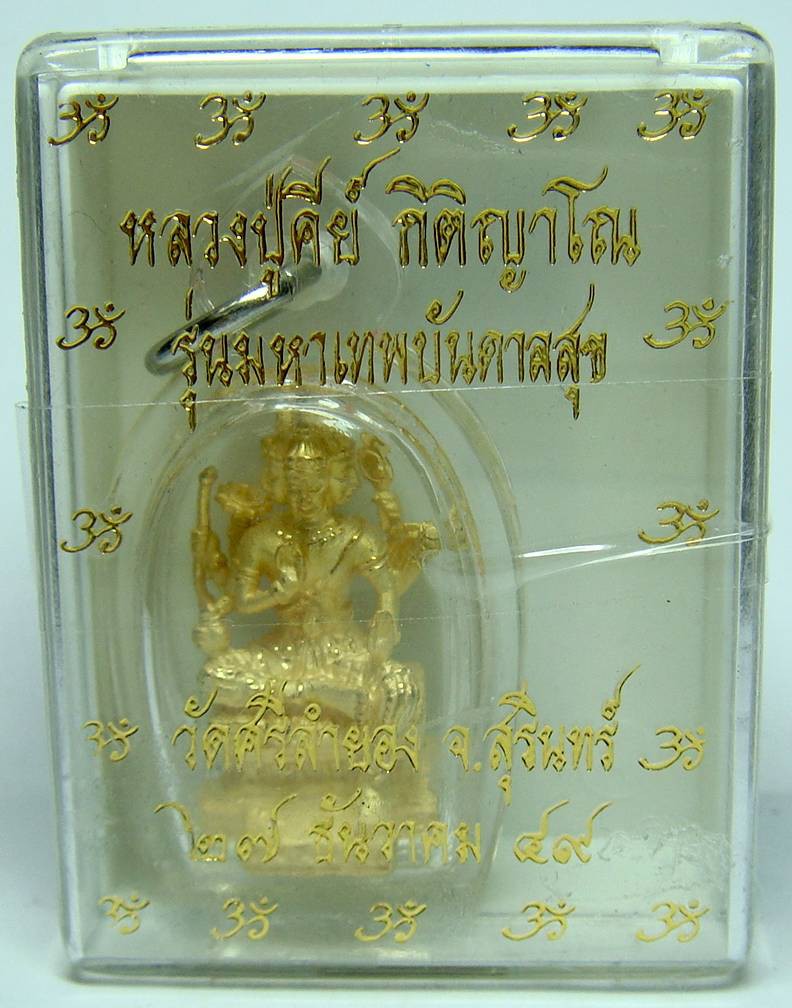 ॐ ॐ ॐ ॐ ॐ
หลวงปู่คีย์ กิติญาโณ
ॐ รุ่นมหาเทพบันดาลสุข ॐ
ॐ ॐ
ॐ วัดศรีลำยอง จ.สุรินทร์ ॐ
๒๗ ธันวาคม ๔๙
ॐ ॐ ॐ ॐ ॐ